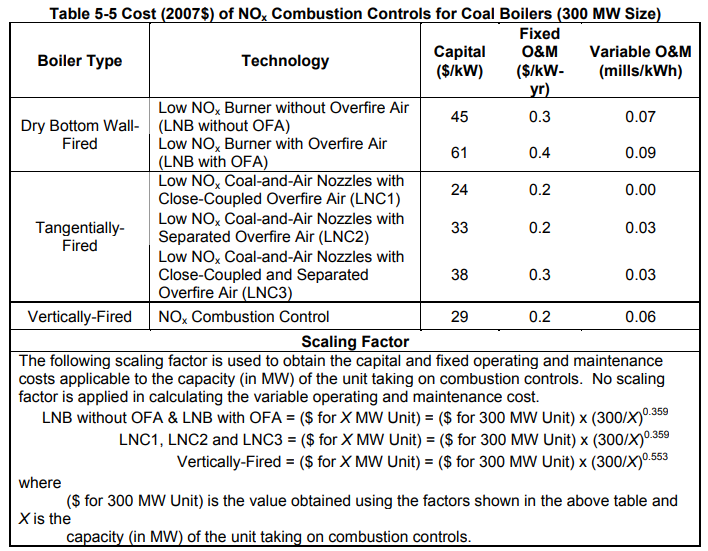 Table 5-5 Cost (2007$) of NOx Combustion Controls for Coal Boilers (300 MW Size)
Boiler Type
Technology
Capital
($/kW)
Fixed
O&M
($/kW-
yr)
Variable O&M
(mills/kWh)
Dry Bottom Wall-
Fired
Low NOx Burner without Overfire Air
(LNB without OFA)
45
0.3
0.07
Low NOx Burner with Overfire Air
(LNB with OFA)
61
0.4
0.09
Tangentially-
Fired
Low NOx Coal-and-Air Nozzles with
Close-Coupled Overfire Air (LNC1)
24
0.2
0.00
Low NOx Coal-and-Air Nozzles with
Separated Overfire Air (LNC2)
33
0.2
0.03
Low NOx Coal-and-Air Nozzles with
Close-Coupled and Separated
Overfire Air (LNC3)
38
0.3
0.03
Vertically-Fired
NOx Combustion Control
29
0.2
0.06
Scaling Factor
The following scaling factor is used to obtain the capital and fixed operating and maintenance
costs applicable to the capacity (in MW) of the unit taking on combustion controls.  No scaling
factor is applied in calculating the variable operating and maintenance cost.
LNB without OFA & LNB with OFA = ($ for X MW Unit) = ($ for 300 MW Unit) x (300/X)^0.359
LNC1, LNC2 and LNC3 = ($ for X MW Unit) = ($ for 300 MW Unit) x (300/X)^0.359
Vertically-Fired = ($ for X MW Unit) = ($ for 300 MW Unit) x (300/X)^0.553
where
($ for 300 MW Unit) is the value obtained using the factors shown in the above table and
X is the
capacity (in MW) of the unit taking on combustion controls.